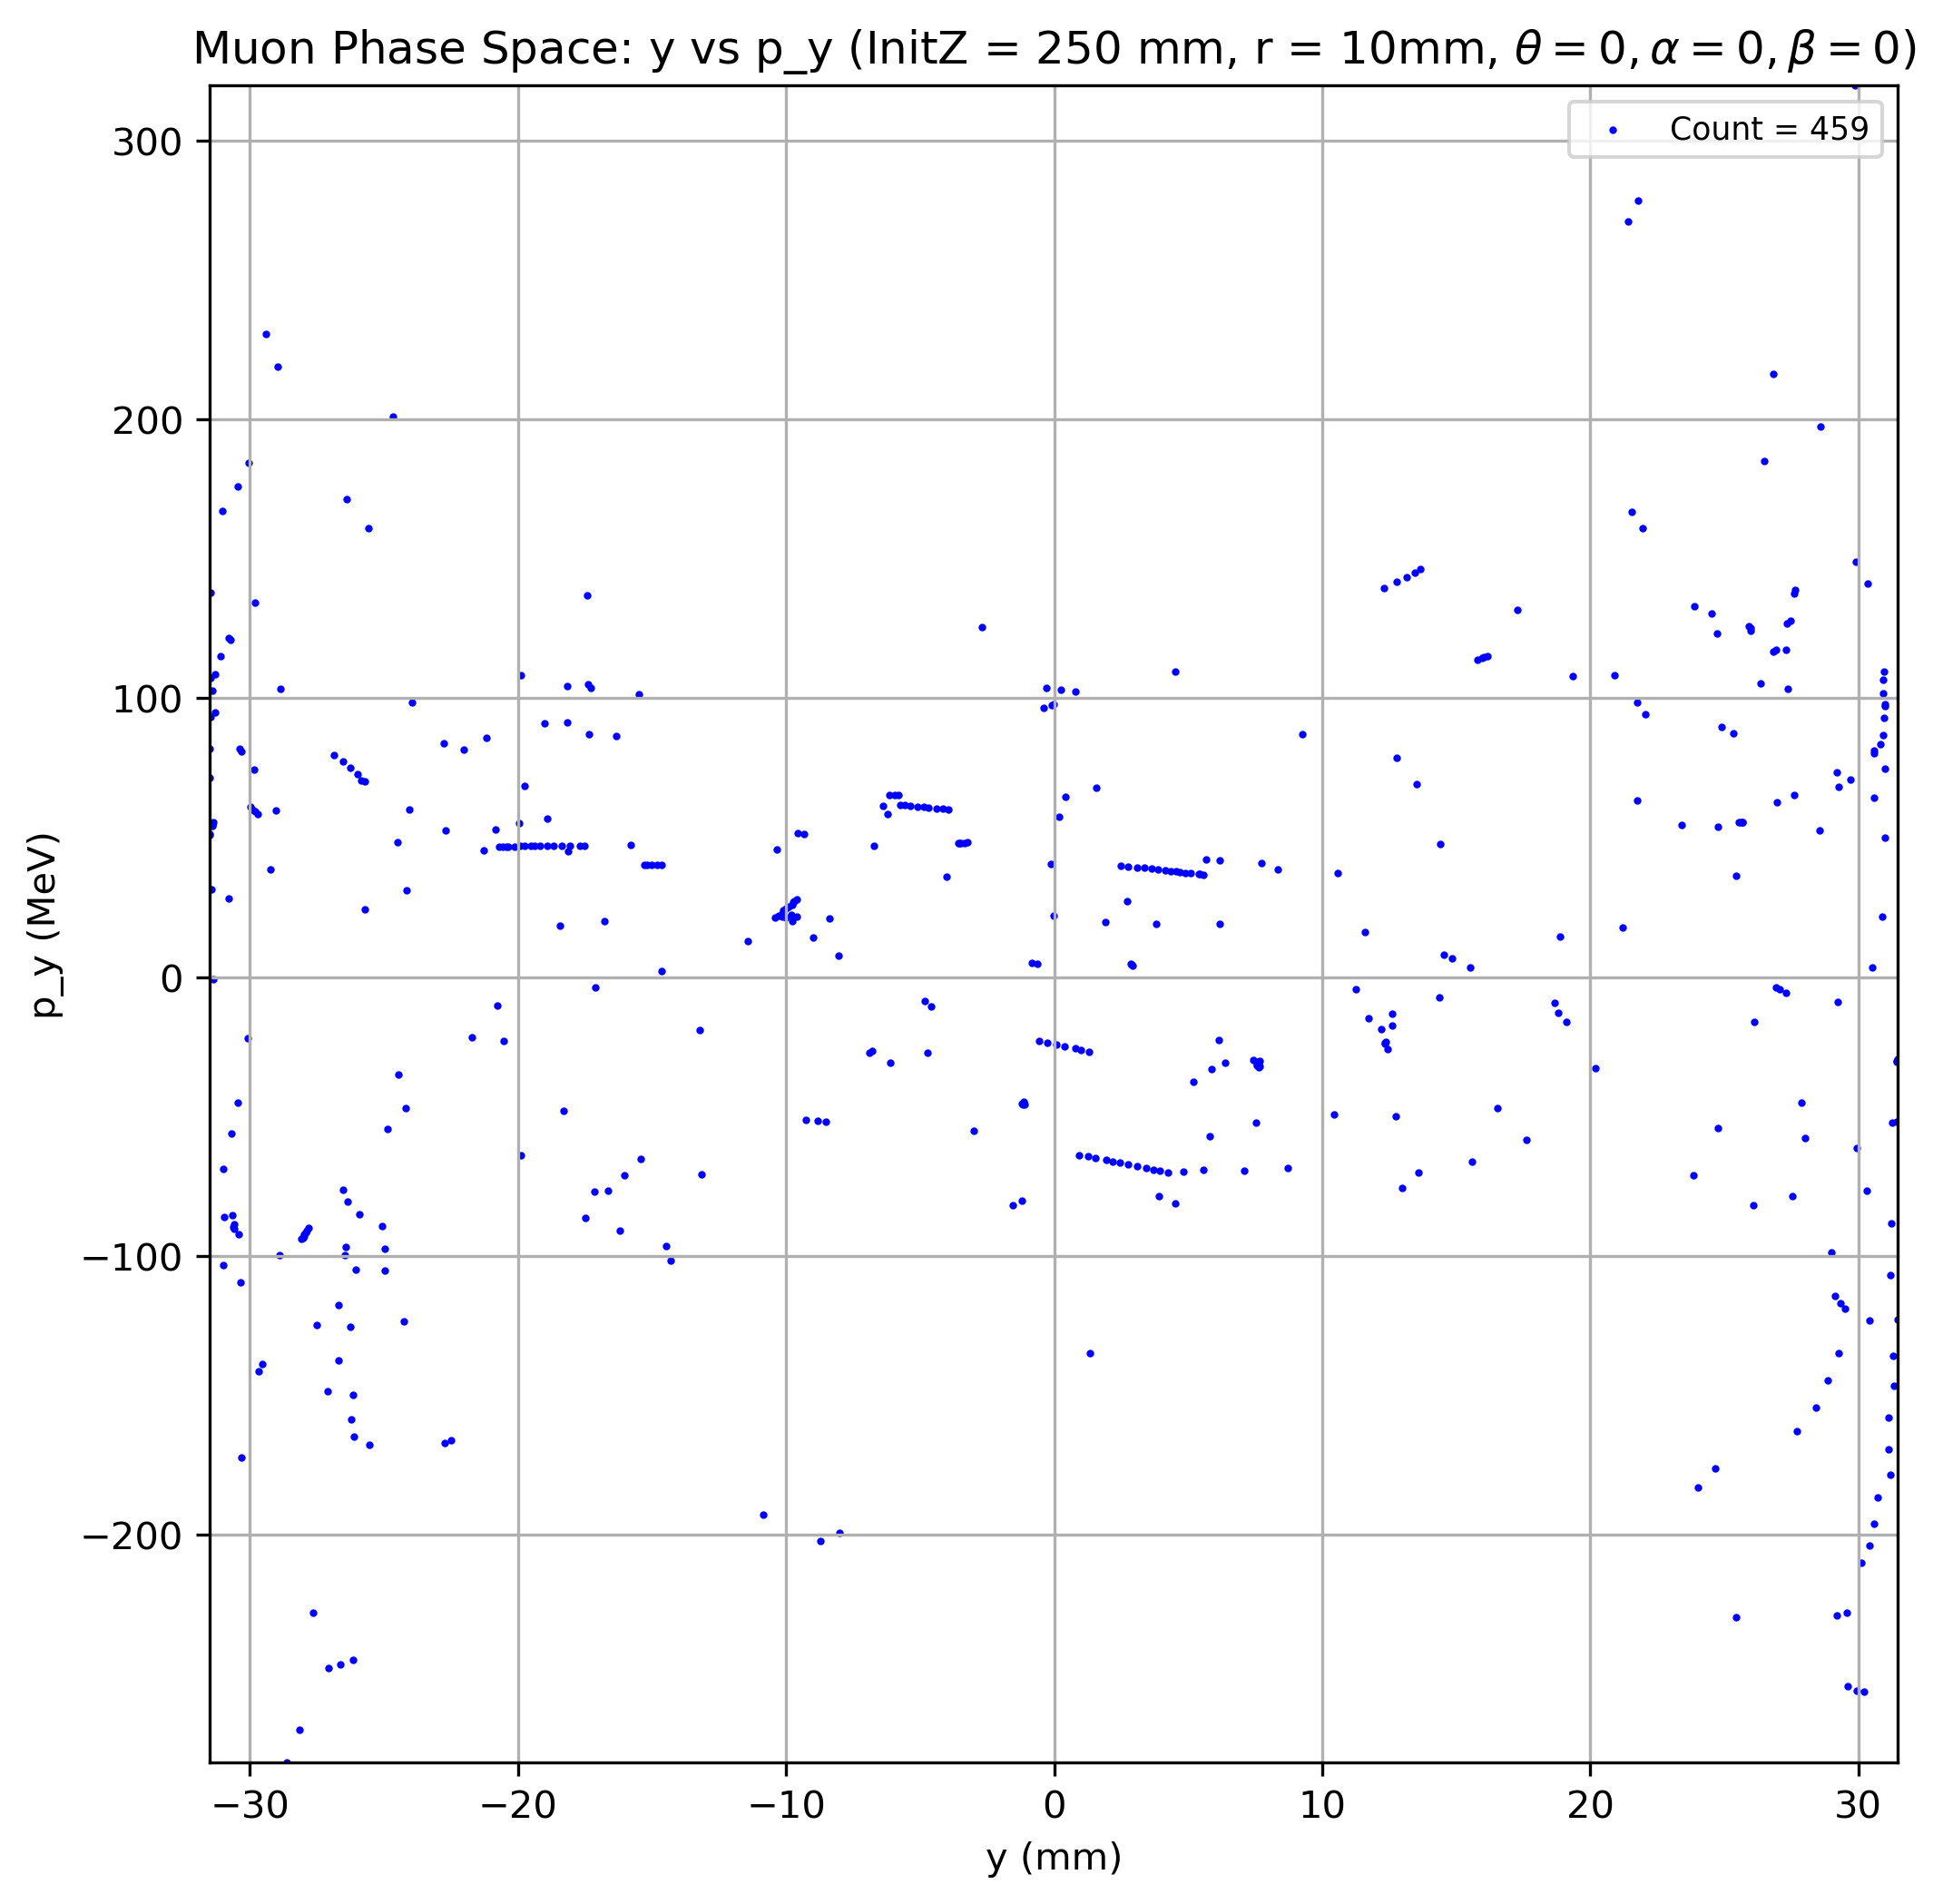 Muon Phase Space: y vs p_y (InitZ = 250 mm, r = 10mm, θ = 0, α = 0, β = 0)
Count = 459
300
200
100
0
−100
−200
p_y (MeV)
−30 −20 −10 0 10 20 30
y (mm)